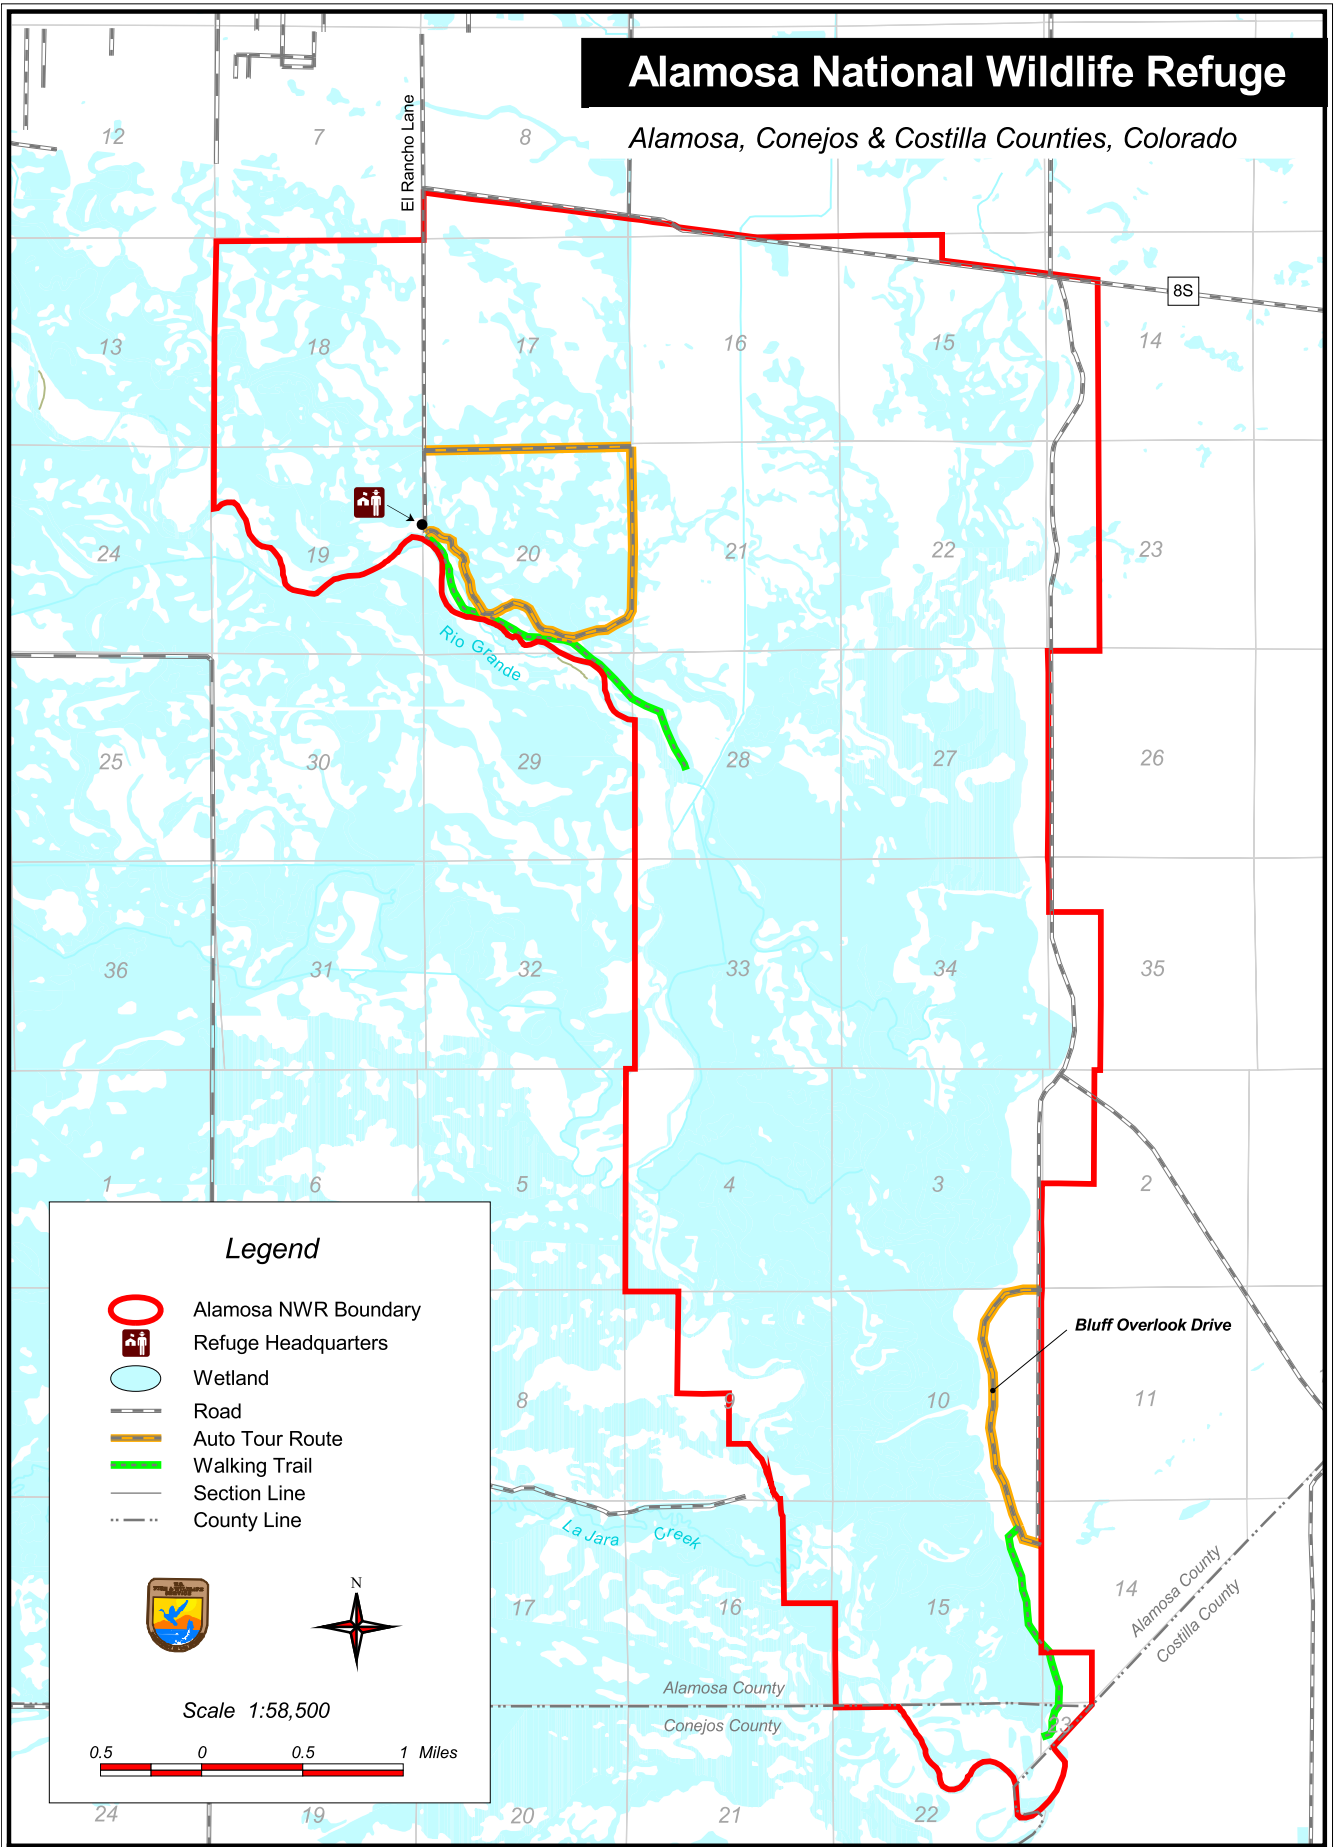 Alamosa National Wildlife Refuge
Alamosa, Conejos & Costilla Counties, Colorado
El Rancho Lane
12
7
8
8S
13
18
17
16
15
14
24
19
20
21
22
23
Rio Grande
25
30
29
28
27
26
36
31
32
33
34
35
1
6
5
4
3
2
Bluff Overlook Drive
8
9
10
11
La Jara Creek
17
16
15
14
Alamosa County
Costilla County
Alamosa County
Conejos County
23
24
19
20
21
22
Legend
Alamosa NWR Boundary
Refuge Headquarters
Wetland
Road
Auto Tour Route
Walking Trail
Section Line
County Line
N
Scale 1:58,500
0.5 0 0.5 1 Miles